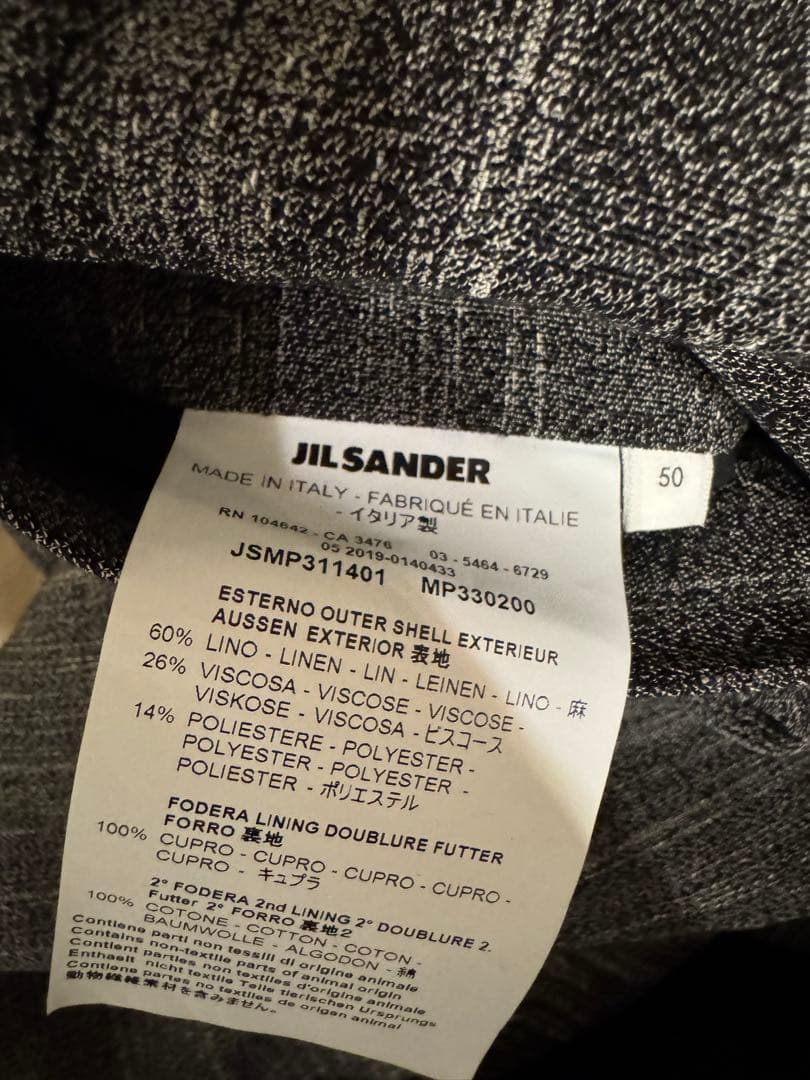 JIL SANDER
50
MADE IN ITALY - FABRIQUÉ EN ITALIE
- イタリア製
RN 104642 - CA 3476 03 - 5464 - 6729
05 2019-0140433
JSMP311401 MP330200
ESTERNO OUTER SHELL EXTERIEUR
AUSSEN EXTERIOR 表地
60% LINO - LINEN - LIN - LEINEN - LINO - 麻
26% VISCOSA - VISCOSE - VISCOSE -
VISKOSE - VISCOSA - ビスコース
14% POLIESTERE - POLYESTER -
POLYESTER - POLYESTER -
POLIESTER - ポリエステル
FODERA LINING DOUBLURE FUTTER
FORRO 裏地
100% CUPRO - CUPRO - CUPRO - CUPRO -
CUPRO - キュプラ
2° FODERA 2nd LINING 2° DOUBLURE 2.
Futter 2° FORRO 裏地2
100% COTONE - COTTON - COTON -
BAUMWOLLE - ALGODON - 綿
Contiene parti non tessili di origine animale
Contains non-textile parts of animal origin
Contient parties non textiles d'origine animale
Enthaelt nicht textile Teile tierischen Ursprungs
Contiene partes no textiles de origen animal
動物繊維素材を含みません。